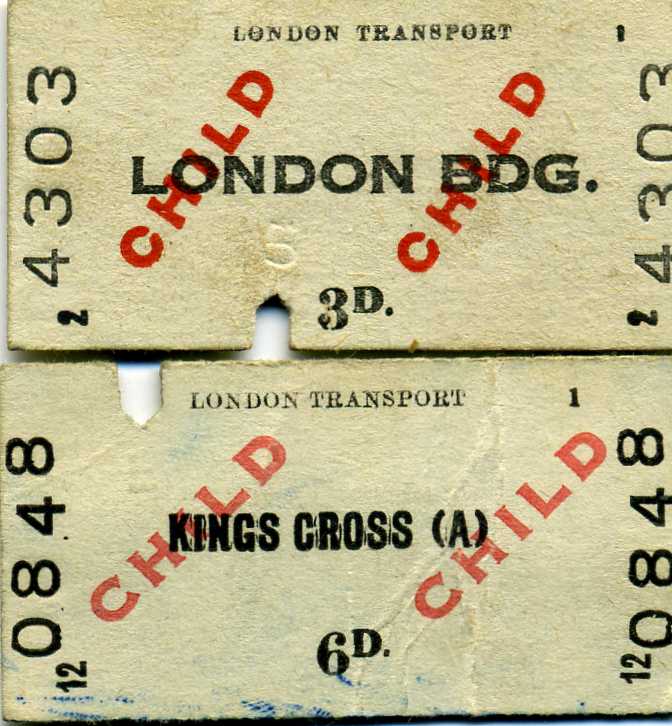 LONDON TRANSPORT 1
4303 4303
CHILD CHILD
LONDON BDG.
S
3D.
2 2
LONDON TRANSPORT 1
0848 0848
CHILD CHILD
KINGS CROSS (A)
6D.
12 12